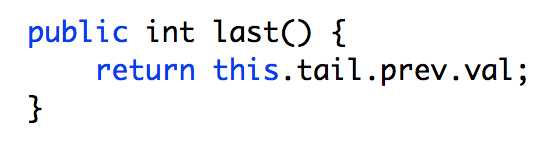 public int last() {
    return this.tail.prev.val;
}